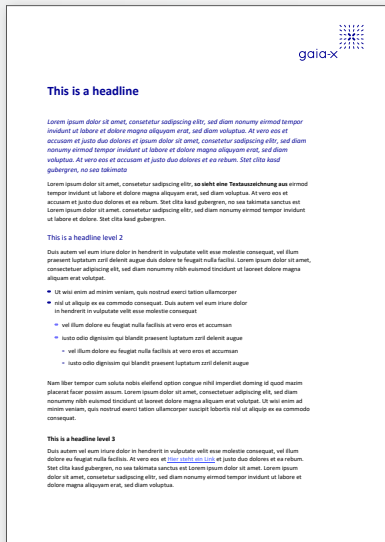 gaia-x
This is a headline
Lorem ipsum dolor sit amet, consetetur sadipscing elitr, sed diam nonumy eirmod tempor
invidunt ut labore et dolore magna aliquyam erat, sed diam voluptua. At vero eos et
accusam et justo duo dolores et ea rebum. Lorem ipsum dolor sit amet, consetetur
sadipscing elitr, sed diam nonumy eirmod tempor invidunt ut labore et dolore magna aliquyam erat, sed diam
voluptua. At vero eos et accusam et justo duo dolores et ea rebum. Stet clita kasd
gubergren, no sea takimata
Lorem ipsum dolor sit amet, consetetur sadipscing elitr, so sieht eine Textauszeichnung aus eirmod
tempor invidunt ut labore et dolore magna aliquyam erat, sed diam voluptua. At vero eos et
accusam et justo duo dolores et ea rebum. Stet clita kasd gubergren, no sea takimata sanctus est
Lorem ipsum dolor sit amet. Lorem ipsum dolor sit amet, consetetur sadipscing elitr, sed diam
invidunt ut labore et dolore. Stet clita kasd gubergren.
This is a headline level 2
Duis autem vel eum iriure dolor in hendrerit in vulputate velit esse molestie consequat, vel illum
praesent luptatum zzril delenit augue duis dolore te feugait nulla facilisi. Lorem ipsum dolor sit amet,
consectetuer adipiscing elit, sed diam nonummy nibh euismod tincidunt ut laoreet dolore magna
aliquam erat volutpat.
Ut wisi enim ad minim veniam, quis nostrud exerci tation ullamcorper
nisl ut aliquip ex ea commodo consequat. Duis autem vel eum iriure dolor
in hendrerit in vulputate velit esse molestie consequat
vel illum dolore eu feugiat nulla facilisis at vero eros et accumsan
iusto odio dignissim qui blandit praesent luptatum zzril delenit augue
vel illum dolore eu feugiat nulla facilisis at vero eros et accumsan
iusto odio dignissim qui blandit praesent luptatum zzril delenit augue
Nam liber tempor cum soluta nobis eleifend option congue nihil imperdiet doming id quod mazim
placerat facer possim assum. Lorem ipsum dolor sit amet, consectetuer adipiscing elit, sed diam
nonummy nibh euismod tincidunt ut laoreet dolore magna aliquam erat volutpat. Ut wisi enim ad
minim veniam, quis nostrud exerci tation ullamcorper suscipit lobortis nisl ut aliquip ex ea commodo
consequat.
This is a headline level 3
Duis autem vel eum iriure dolor in hendrerit in vulputate velit esse molestie consequat, vel illum
dolore eu feugiat nulla facilisis. At vero eos et Hier steht ein Link et justo duo dolores et ea rebum.
Stet clita kasd gubergren, no sea takimata sanctus est Lorem ipsum dolor sit amet. Lorem ipsum
dolor sit amet, consetetur sadipscing elitr, sed diam nonumy eirmod tempor invidunt ut labore et
dolore magna aliquyam erat, sed diam voluptua.